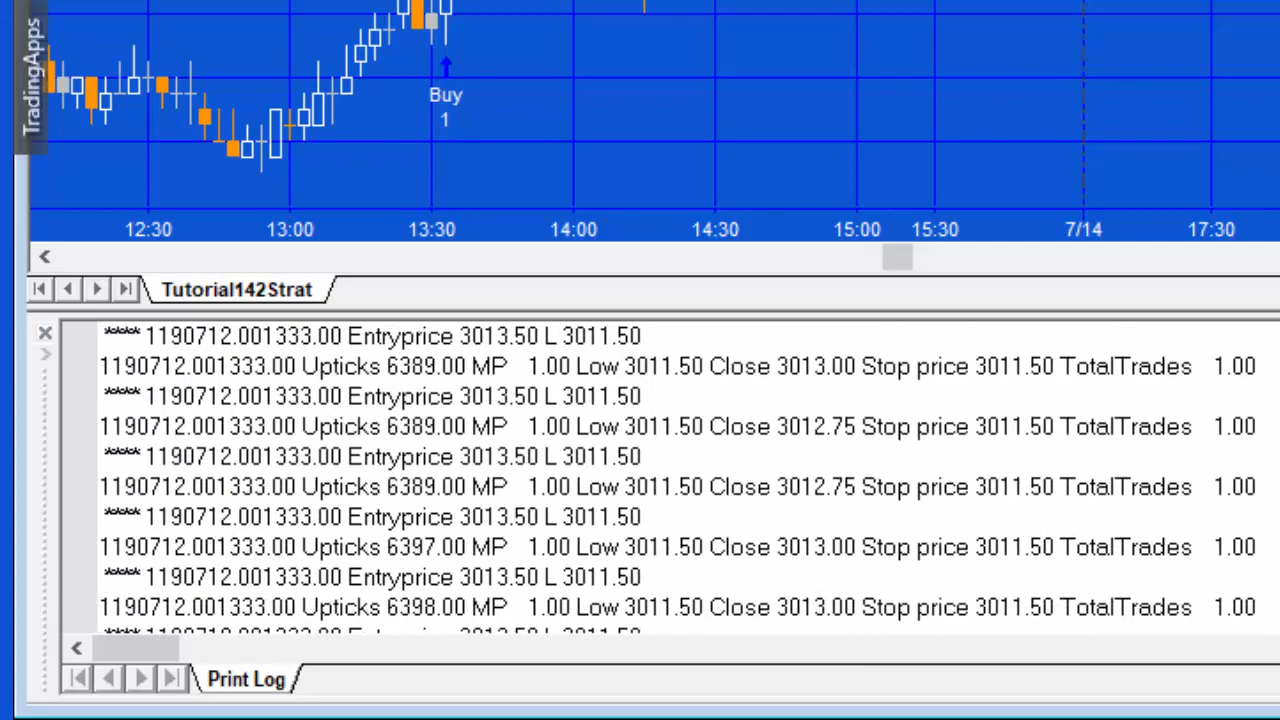 TradingApps
Buy
1
12:30 13:00 13:30 14:00 14:30 15:00 15:30 7/14 17:30
Tutorial142Strat
**** 1190712.001333.00 Entryprice 3013.50 L 3011.50
1190712.001333.00 Upticks 6389.00 MP 1.00 Low 3011.50 Close 3013.00 Stop price 3011.50 TotalTrades 1.00
**** 1190712.001333.00 Entryprice 3013.50 L 3011.50
1190712.001333.00 Upticks 6389.00 MP 1.00 Low 3011.50 Close 3012.75 Stop price 3011.50 TotalTrades 1.00
**** 1190712.001333.00 Entryprice 3013.50 L 3011.50
1190712.001333.00 Upticks 6389.00 MP 1.00 Low 3011.50 Close 3012.75 Stop price 3011.50 TotalTrades 1.00
**** 1190712.001333.00 Entryprice 3013.50 L 3011.50
1190712.001333.00 Upticks 6397.00 MP 1.00 Low 3011.50 Close 3013.00 Stop price 3011.50 TotalTrades 1.00
**** 1190712.001333.00 Entryprice 3013.50 L 3011.50
1190712.001333.00 Upticks 6398.00 MP 1.00 Low 3011.50 Close 3013.00 Stop price 3011.50 TotalTrades 1.00
Print Log